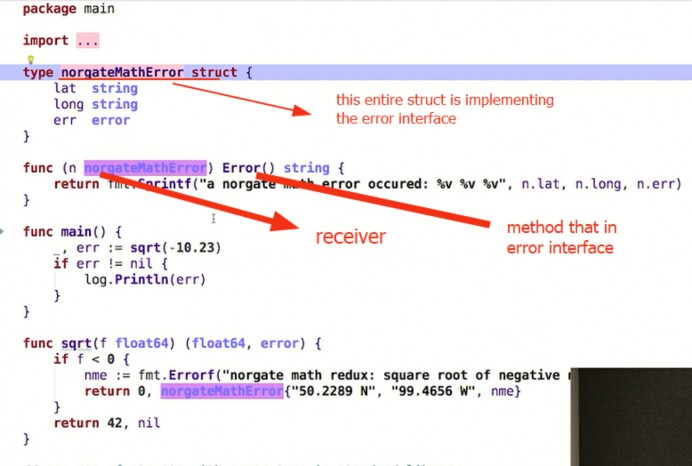 package main
import ...
type norgateMathError struct {
lat string
long string
err error
}
this entire struct is implementing
the error interface
func (n norgateMathError) Error() string {
return fmt.Sprintf("a norgate math error occured: %v %v %v", n.lat, n.long, n.err)
}
receiver
method that in
error interface
func main() {
_, err := sqrt(-10.23)
if err != nil {
log.Println(err)
}
}
func sqrt(f float64) (float64, error) {
if f < 0 {
nme := fmt.Errorf("norgate math redux: square root of negative
return 0, norgateMathError{"50.2289 N", "99.4656 W", nme}
}
return 42, nil
}